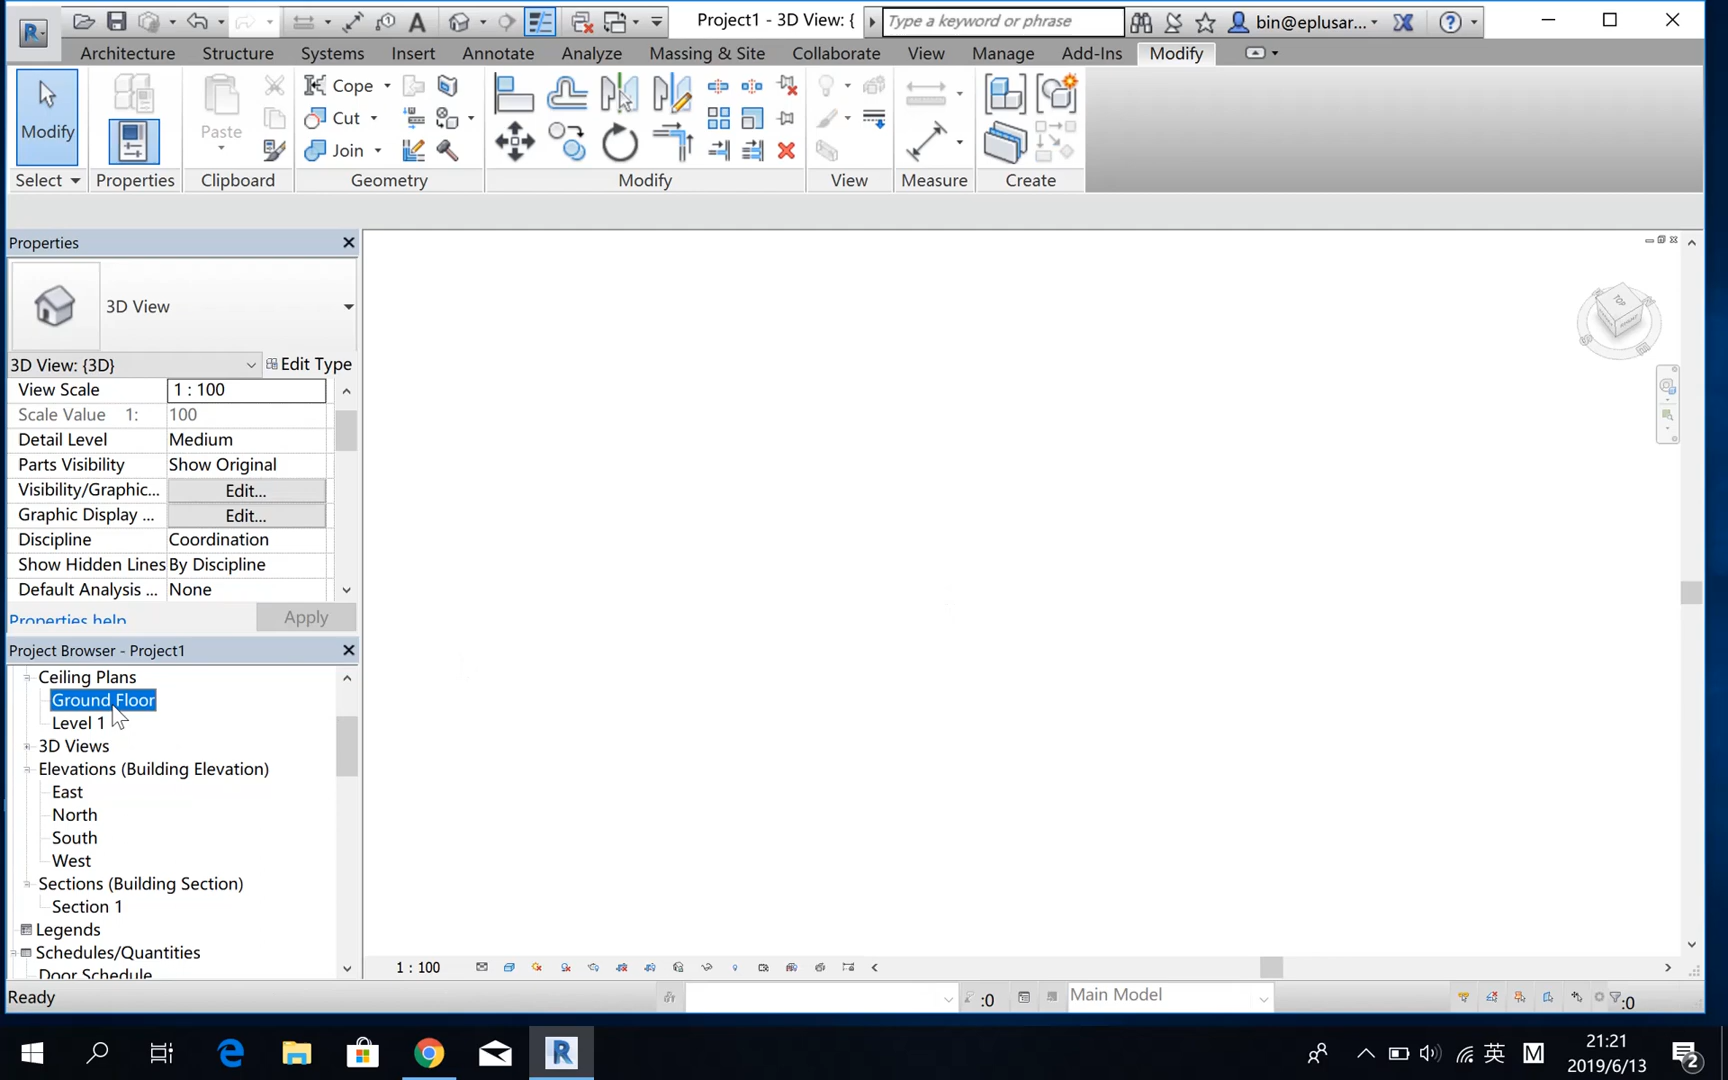 Project1 - 3D View: {
Type a keyword or phrase
bin@eplusar...
Architecture
Structure
Systems
Insert
Annotate
Analyze
Massing & Site
Collaborate
View
Manage
Add-Ins
Modify
Modify
Cope
Cut
Join
Paste
Select
Properties
Clipboard
Geometry
Modify
View
Measure
Create
Properties
3D View
3D View: {3D}
Edit Type
View Scale 1 : 100
Scale Value 1: 100
Detail Level Medium
Parts Visibility Show Original
Visibility/Graphic... Edit...
Graphic Display ... Edit...
Discipline Coordination
Show Hidden Lines By Discipline
Default Analysis ... None
Properties help
Apply
Project Browser - Project1
Ceiling Plans
Ground Floor
Level 1
3D Views
Elevations (Building Elevation)
East
North
South
West
Sections (Building Section)
Section 1
Legends
Schedules/Quantities
Door Schedule
TOP
1 : 100
Ready
:0
Main Model
:0
英
M
21:21
2019/6/13
2